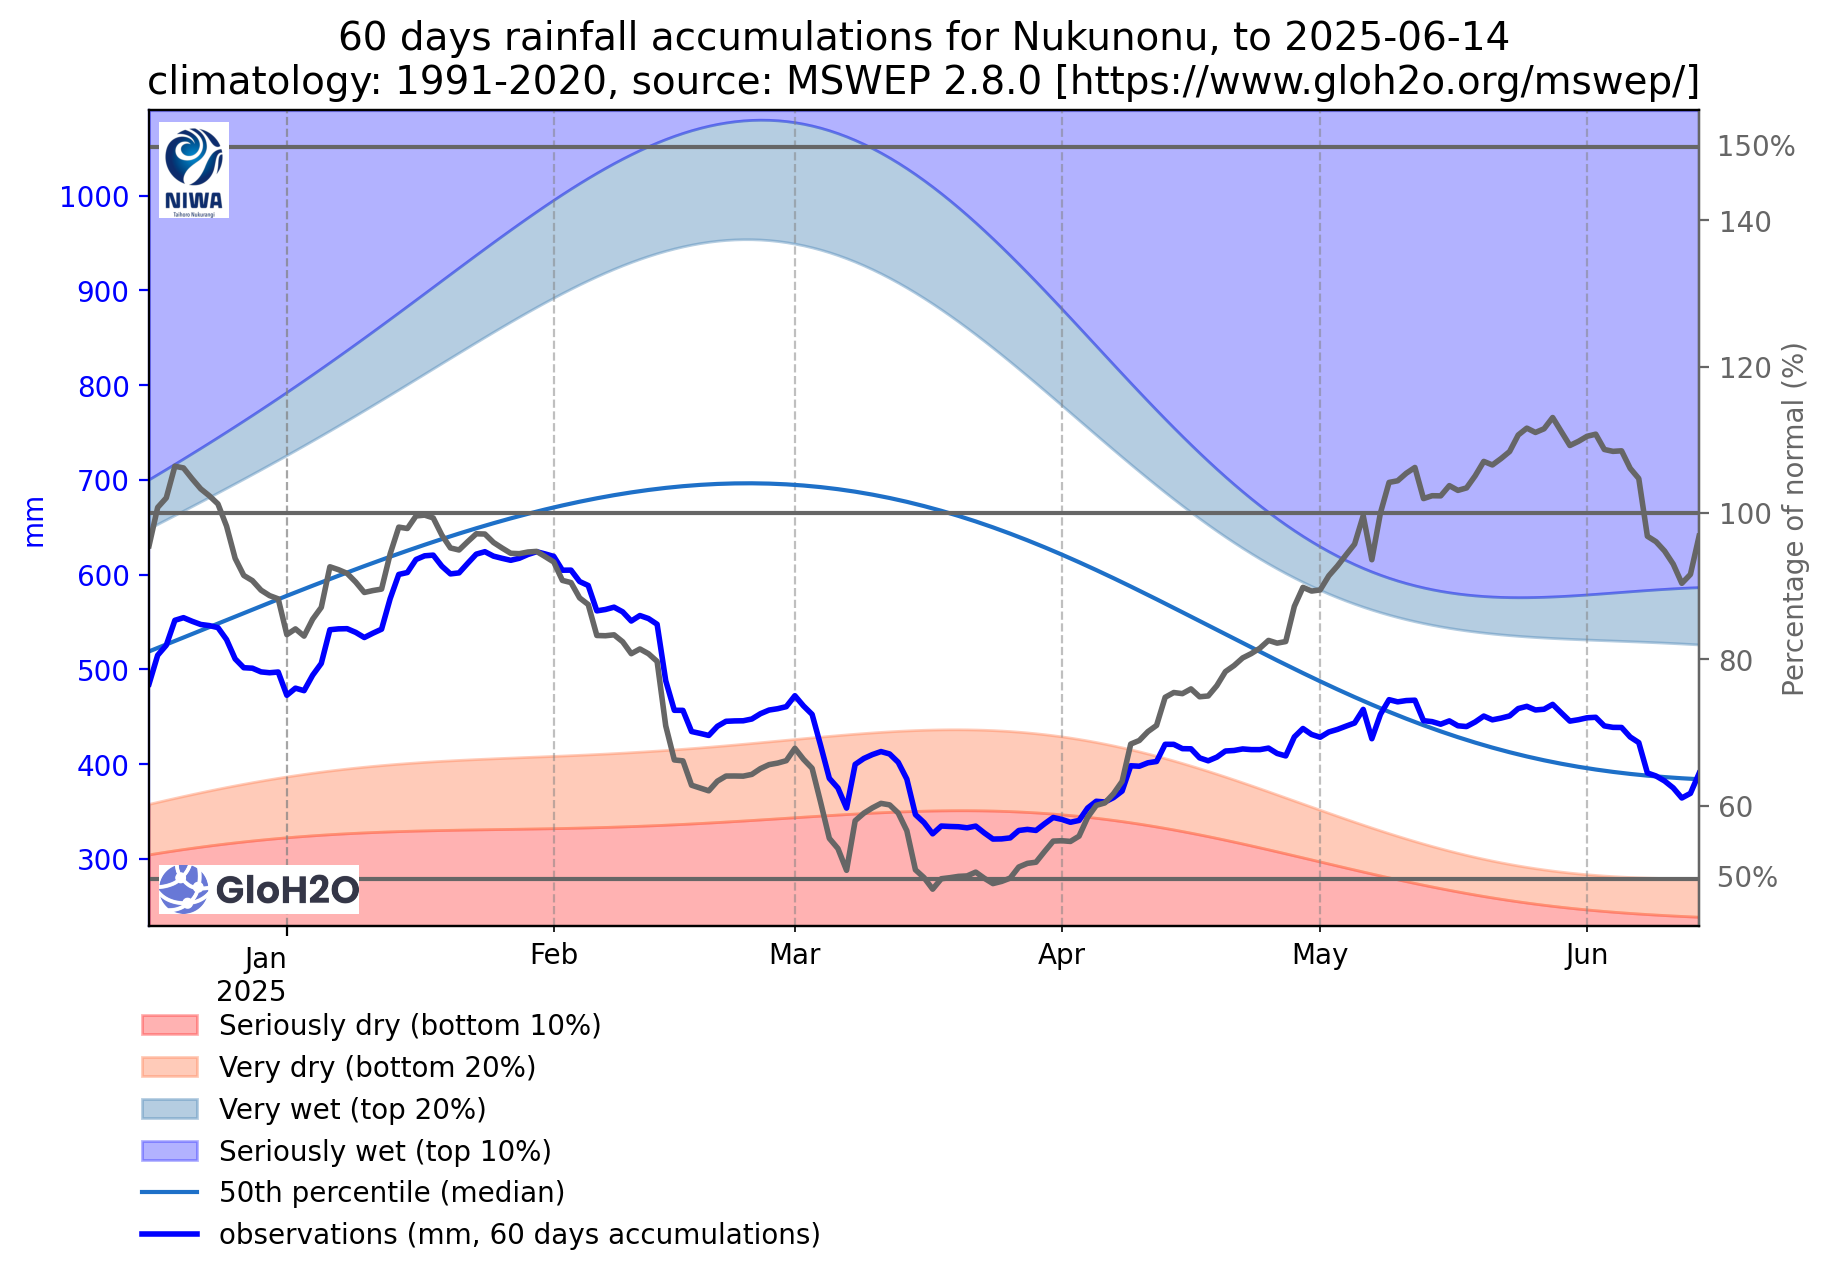 60 days rainfall accumulations for Nukunonu, to 2025-06-14
climatology: 1991-2020, source: MSWEP 2.8.0 [https://www.gloh2o.org/mswep/]
NIWA
Taihoro Nukurangi
mm
1000
900
800
700
600
500
400
300
150%
140
120
100
80
60
50%
Percentage of normal (%)
GloH2O
Jan
2025
Feb
Mar
Apr
May
Jun
Seriously dry (bottom 10%)
Very dry (bottom 20%)
Very wet (top 20%)
Seriously wet (top 10%)
50th percentile (median)
observations (mm, 60 days accumulations)